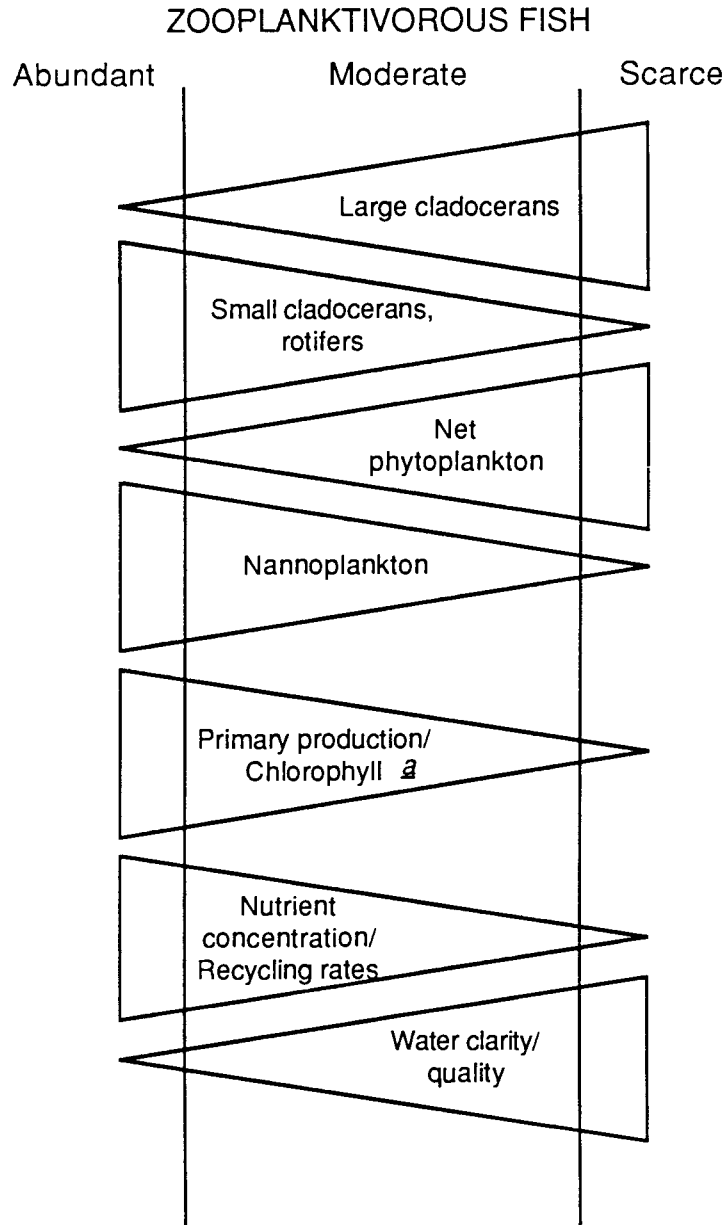 ZOOPLANKTIVOROUS FISH
Abundant Moderate Scarce
Large cladocerans
Small cladocerans,
rotifers
Net
phytoplankton
Nannoplankton
Primary production/
Chlorophyll a
Nutrient
concentration/
Recycling rates
Water clarity/
quality